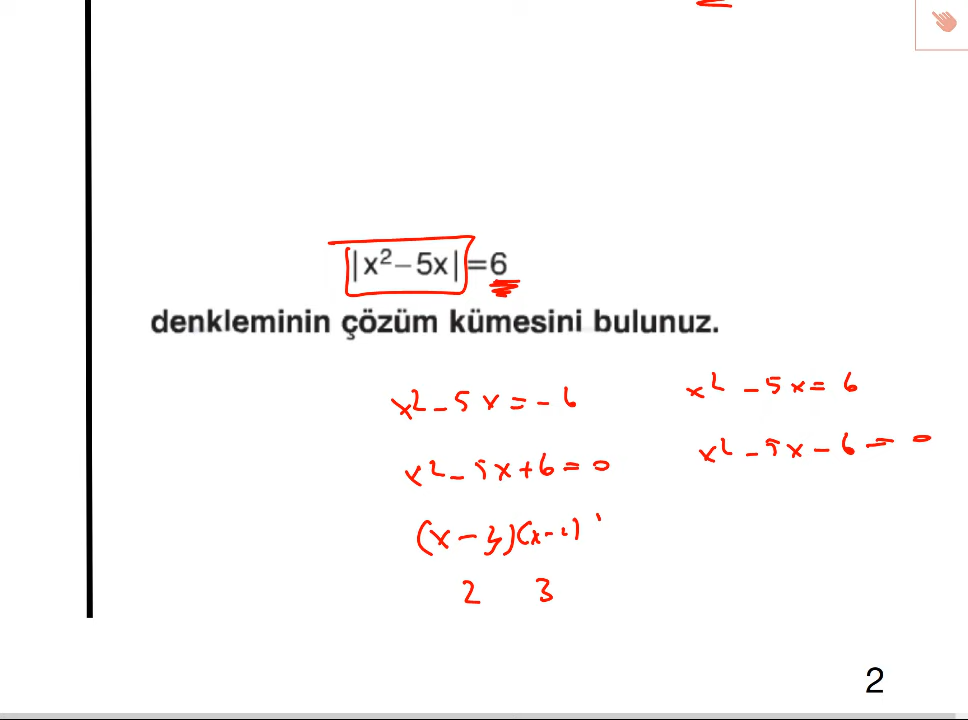 |x² – 5x| = 6
denkleminin çözüm kümesini bulunuz.
x² – 5x = – 6
x² – 5x = 6
x² – 5x + 6 = 0
x² – 5x – 6 = 0
(x – 3)(x – 2)
2 3
2